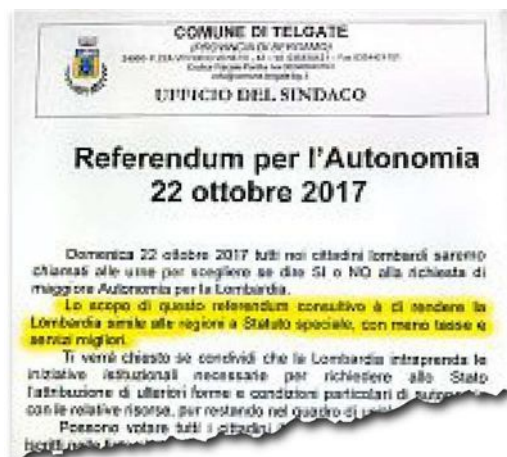 COMUNE DI TELGATE
(PROVINCIA DI BERGAMO)
UFFICIO DEL SINDACO
Referendum per l'Autonomia
22 ottobre 2017
Domenica 22 ottobre 2017 tutti noi cittadini lombardi saremo
chiamati alle urne per scegliere se dire SI o NO alla richiesta di
maggiore Autonomia per la Lombardia.
Lo scopo di questo referendum consultivo è di rendere la
Lombardia simile alle regioni a Statuto speciale, con meno tasse e
servizi migliori.
Ti verrà chiesto se condividi che la Lombardia intraprenda le
iniziative istituzionali necessarie per richiedere allo Stato
l'attribuzione di ulteriori forme e condizioni particolari di
con le relative risorse, pur restando nel quadro di
Possono votare tutti i cittadini
iscritti nelle